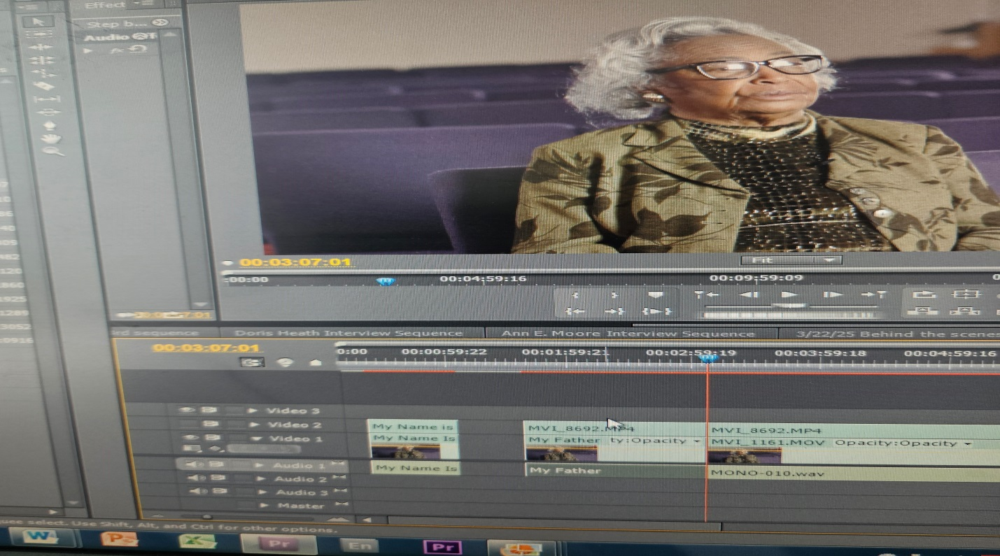 Effect
Step b...
Audio Off
fx
00:03:07:01
Fit
:00:00
00:04:59:16
00:09:59:09
rd sequence
Doris Heath Interview Sequence
Ann E. Moore Interview Sequence
3/22/25 Behind the scenes
00:03:07:01
0:00
00:00:59:22
00:01:59:21
00:02:59:19
00:03:59:18
00:04:59:16
Video 3
Video 2
My Name is
MVI_8692.MP4
MVI_8692.MP4
Video 1
My Name Is
My Father ty:Opacity
MVI_1161.MOV Opacity:Opacity
Audio 1
My Name Is
My Father
MONO-010.wav
Audio 2
Audio 3
Master
quee select. Use Shift, Alt, and Ctrl for other options.
W
Pr
En
Pr